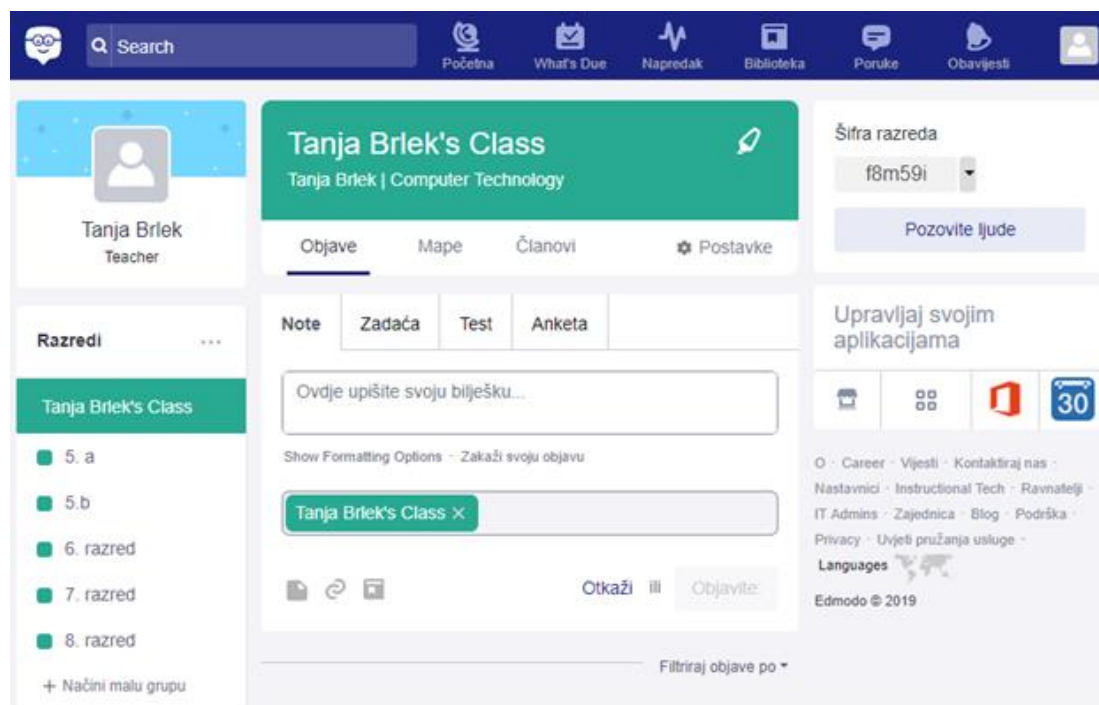 Search
Početna
What's Due
Napredak
Biblioteka
Poruke
Obavijesti
Tanja Brlek
Teacher
Razredi
...
Tanja Brlek's Class
5. a
5.b
6. razred
7. razred
8. razred
+ Načini malu grupu
Tanja Brlek's Class
Tanja Brlek | Computer Technology
Objave
Mape
Članovi
Postavke
Note
Zadaća
Test
Anketa
Ovdje upišite svoju bilješku...
Show Formatting Options - Zakaži svoju objavu
Tanja Brlek's Class ×
Otkaži ili Objavite
Filtriraj objave po
Šifra razreda
f8m59i
Pozovite ljude
Upravljaj svojim
aplikacijama
30
O · Career · Vijesti · Kontaktiraj nas ·
Nastavnici · Instructional Tech · Ravnatelji ·
IT Admins · Zajednica · Blog · Podrška ·
Privacy · Uvjeti pružanja usluge ·
Languages
Edmodo © 2019